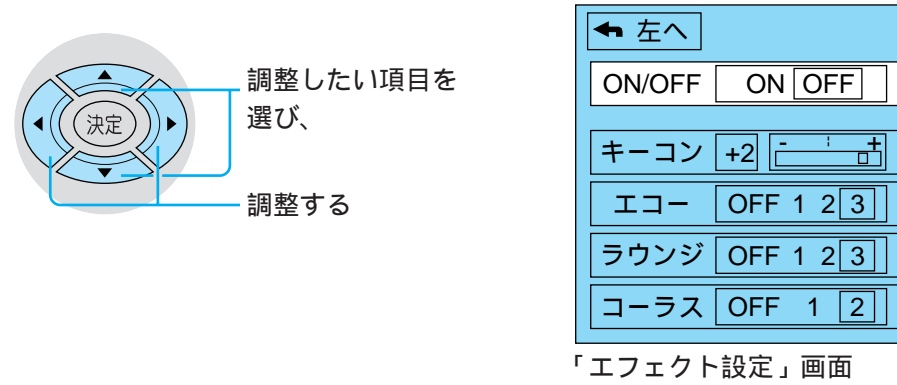 決定
調整したい項目を
選び、
調整する
左へ
ON/OFF ON OFF
キーコン +2 - +
エコー OFF 1 2 3
ラウンジ OFF 1 2 3
コーラス OFF 1 2
「エフェクト設定」画面